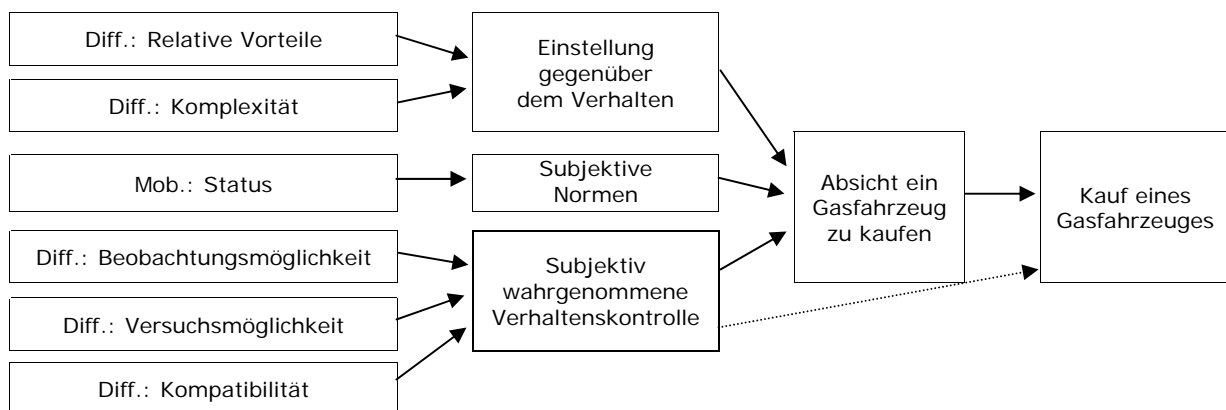 Diff.: Relative Vorteile
Diff.: Komplexität
Mob.: Status
Diff.: Beobachtungsmöglichkeit
Diff.: Versuchsmöglichkeit
Diff.: Kompatibilität
Einstellung
gegenüber
dem Verhalten
Subjektive
Normen
Subjektiv
wahrgenommene
Verhaltenskontrolle
Absicht ein
Gasfahrzeug
zu kaufen
Kauf eines
Gasfahrzeuges